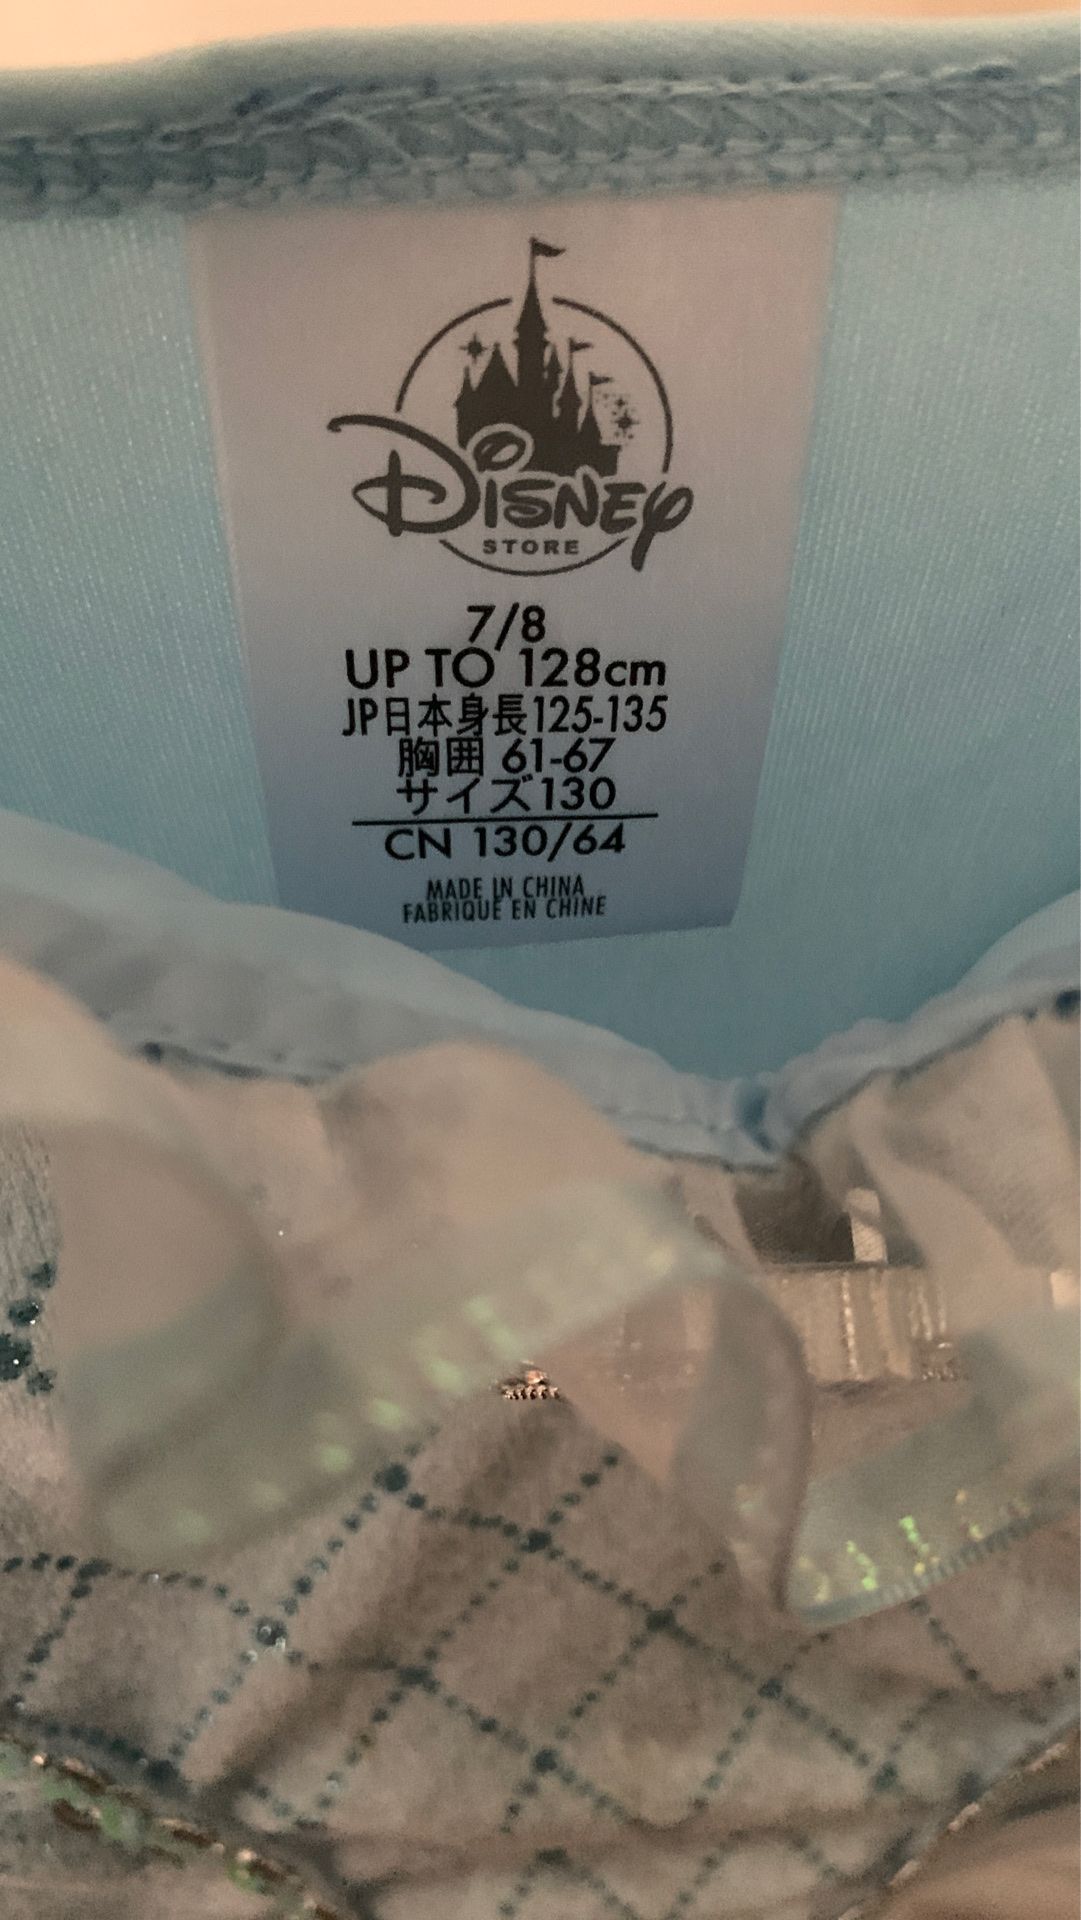 Disney
STORE
7/8
UP TO 128cm
JP日本身長125-135
胸囲 61-67
サイズ130
CN 130/64
MADE IN CHINA
FABRIQUÉ EN CHINE